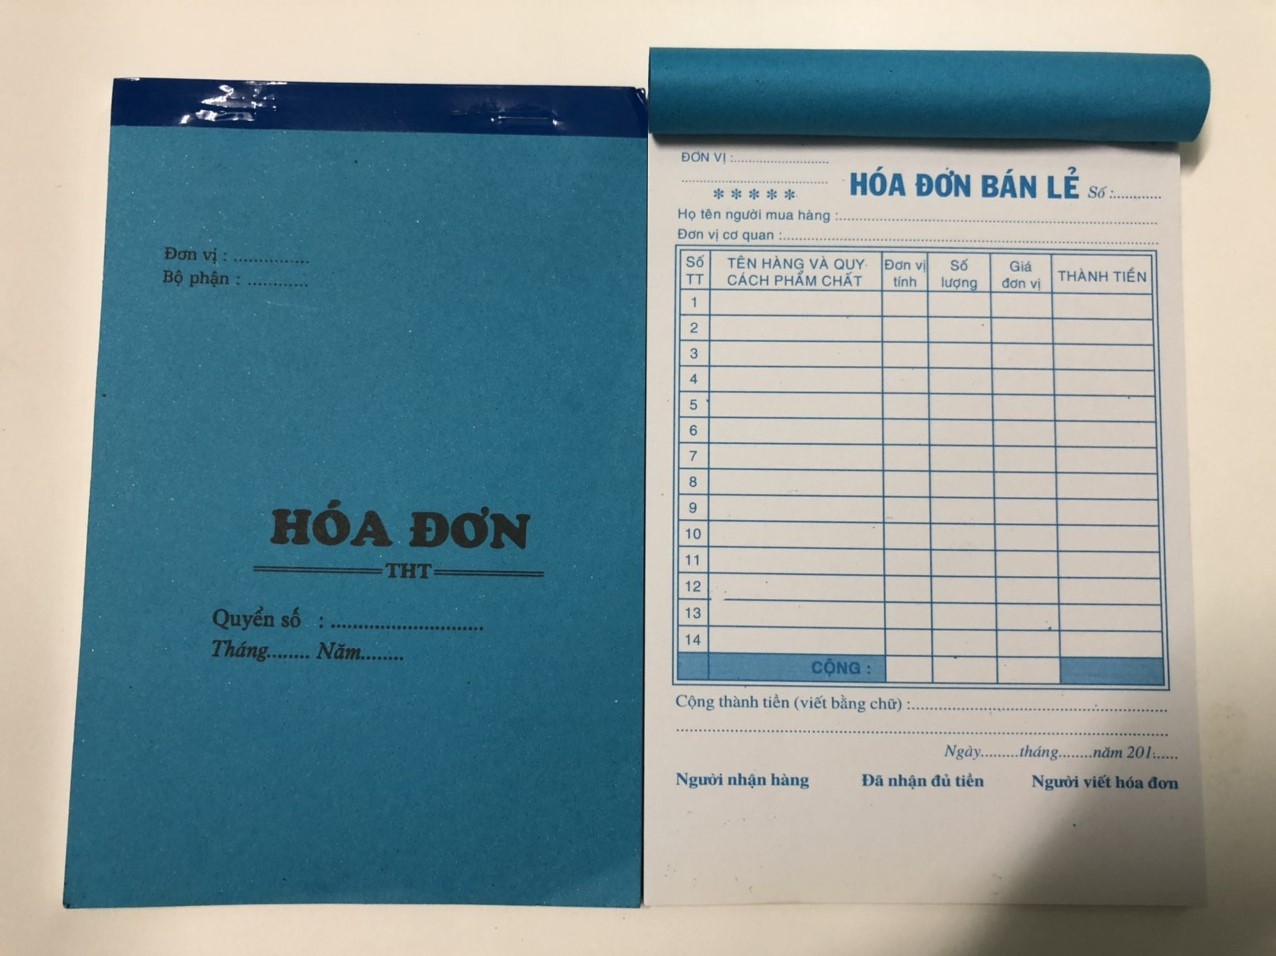 Đơn vị : ..............
Bộ phận : ............
HÓA ĐƠN
THT
Quyển số : ..........................
Tháng........ Năm........
ĐƠN VỊ :........................
.....................................
* * * * *
HÓA ĐƠN BÁN LẺ Số :............
Họ tên người mua hàng :................................................................
Đơn vị cơ quan :................................................................
Số TT TÊN HÀNG VÀ QUY CÁCH PHẨM CHẤT Đơn vị tính Số lượng Giá đơn vị THÀNH TIỀN
1
2
3
4
5
6
7
8
9
10
11
12
13
14
CỘNG :
Cộng thành tiền (viết bằng chữ) :................................................
................................................................................
Ngày.........tháng........năm 201......
Người nhận hàng Đã nhận đủ tiền Người viết hóa đơn